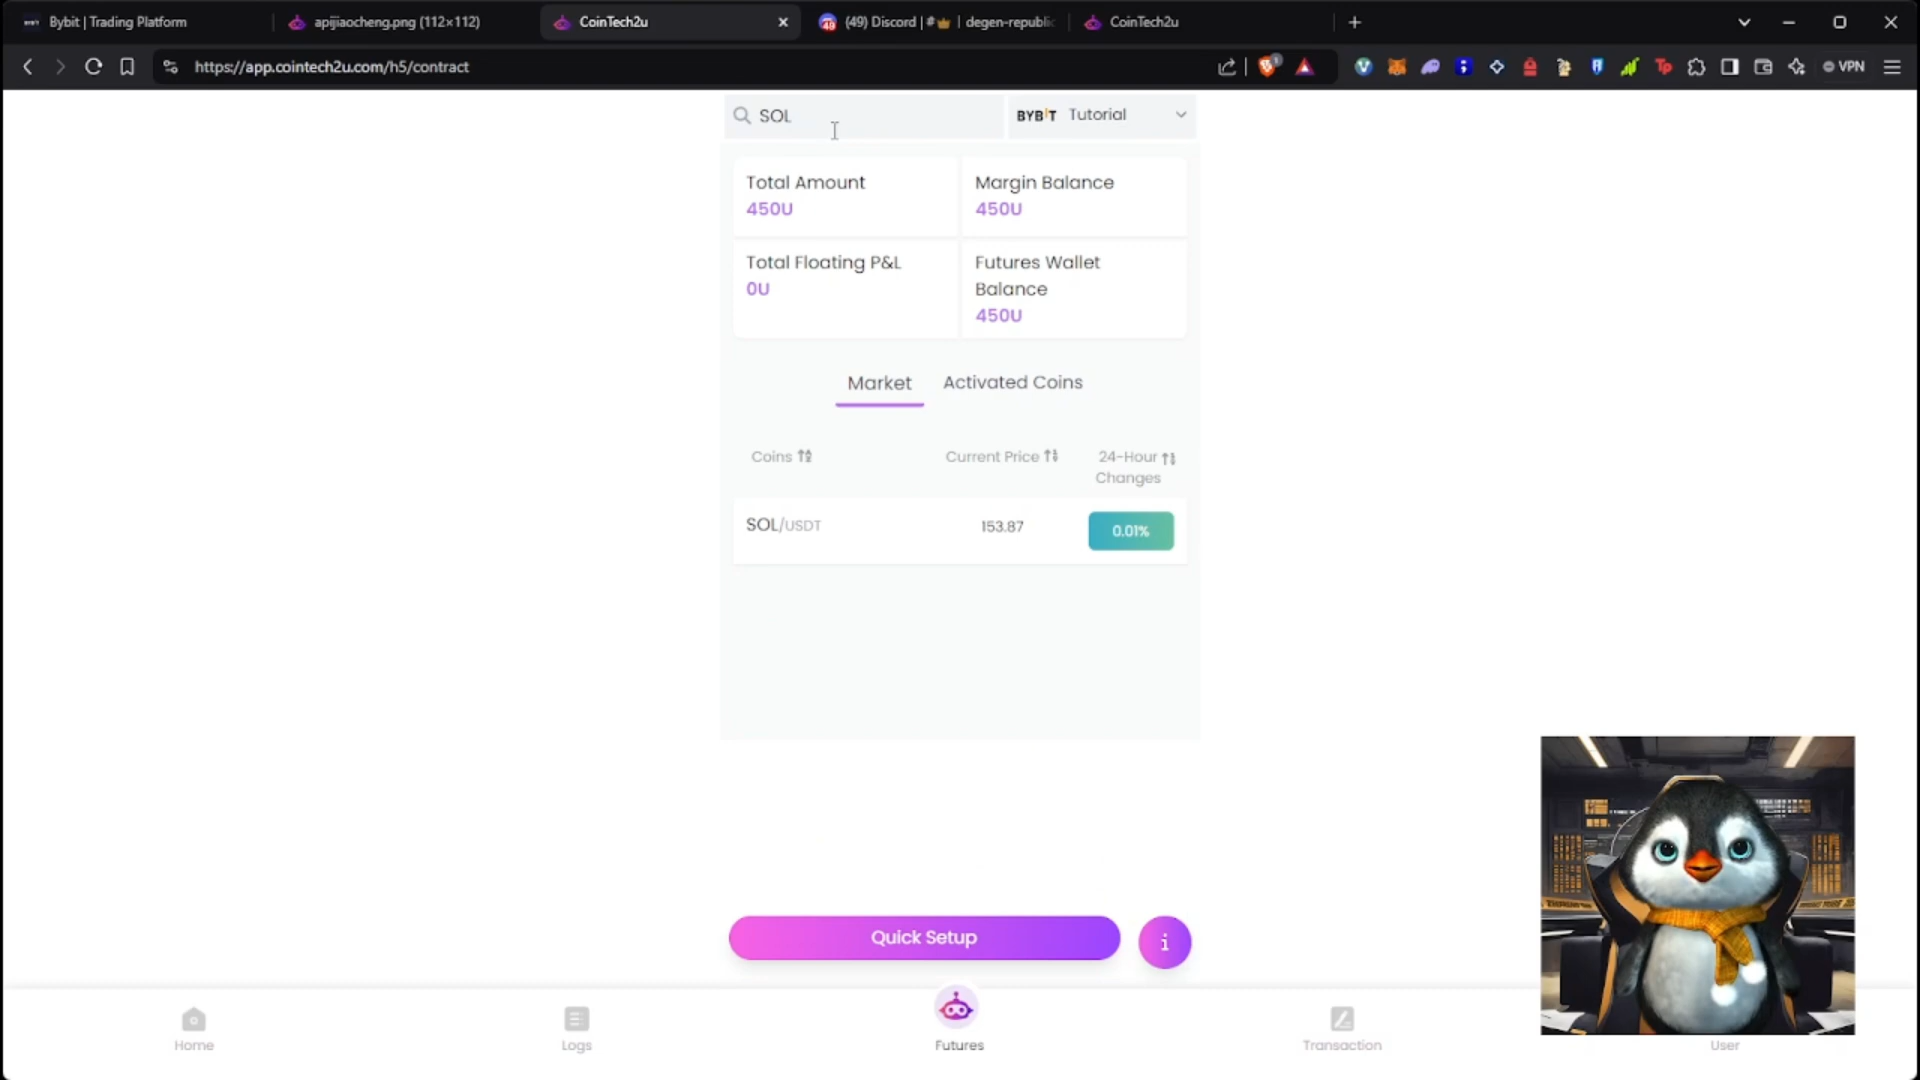 Bybit | Trading Platform
apijiaocheng.png (112×112)
CoinTech2u
(49) Discord | #👑 | degen-republic
CoinTech2u
https://app.cointech2u.com/h5/contract
VPN
SOL
BYBIT Tutorial
Total Amount
450U
Margin Balance
450U
Total Floating P&L
0U
Futures Wallet
Balance
450U
Market
Activated Coins
Coins
Current Price
24-Hour
Changes
SOL/USDT
153.87
0.01%
Quick Setup
i
Home
Logs
Futures
Transaction
User